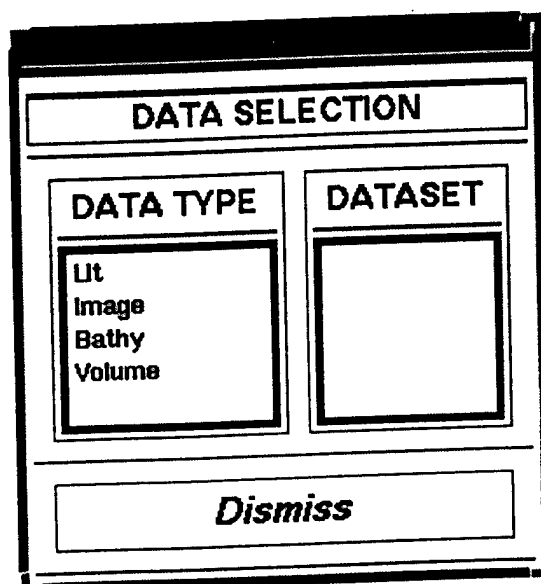 DATA SELECTION
DATA TYPE
Lit
Image
Bathy
Volume
DATASET
Dismiss